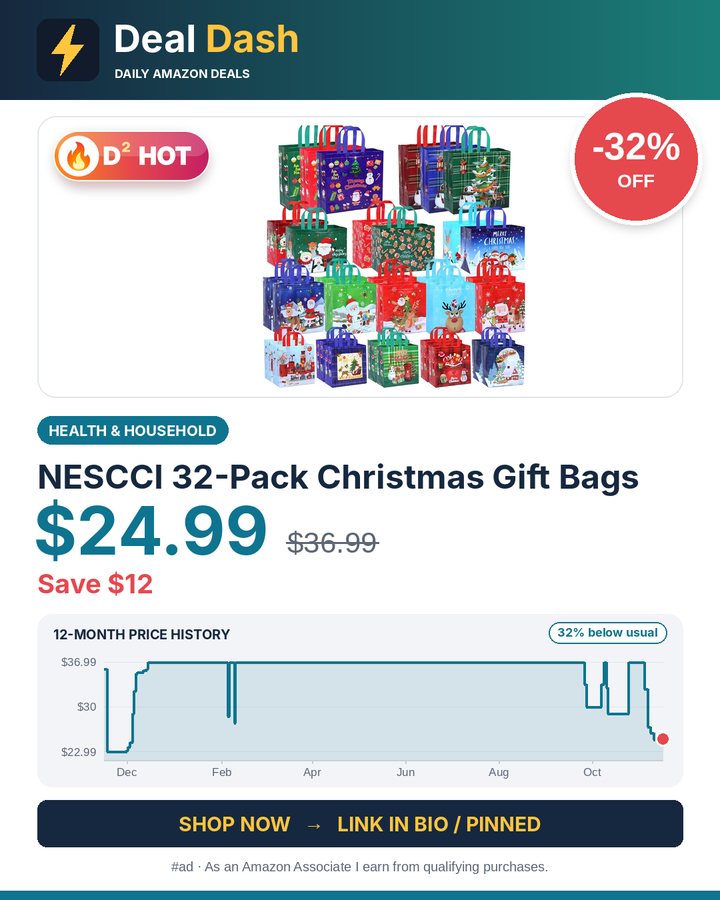 Deal Dash
DAILY AMAZON DEALS
D² HOT
-32%
OFF
MERRY
CHRISTMAS
HEALTH & HOUSEHOLD
NESCCI 32-Pack Christmas Gift Bags
$24.99 $36.99
Save $12
12-MONTH PRICE HISTORY
32% below usual
$36.99
$30
$22.99
Dec Feb Apr Jun Aug Oct
SHOP NOW → LINK IN BIO / PINNED
#ad · As an Amazon Associate I earn from qualifying purchases.